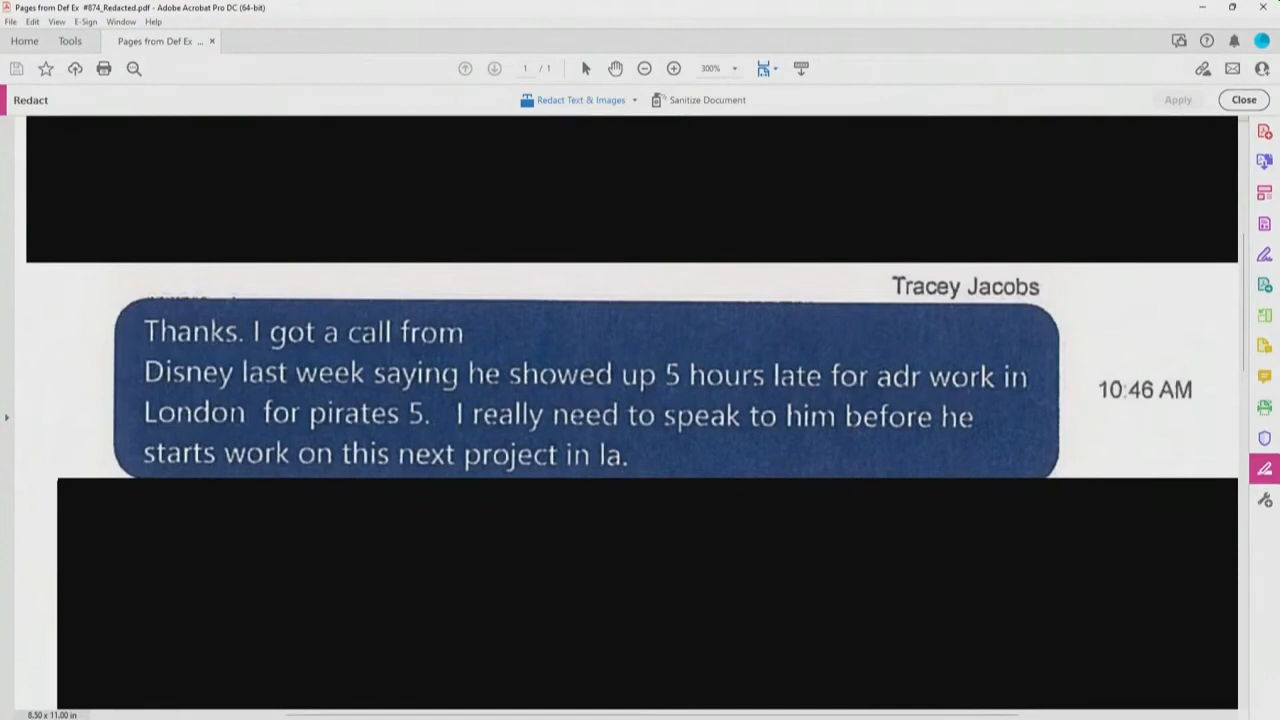 Pages from Def Ex #874_Redacted.pdf - Adobe Acrobat Pro DC (64-bit)
File Edit View E-Sign Window Help
Home Tools Pages from Def Ex ... ×
1 / 1 300%
Redact Redact Text & Images Sanitize Document Apply Close
Tracey Jacobs
Thanks. I got a call from
Disney last week saying he showed up 5 hours late for adr work in
London for pirates 5. I really need to speak to him before he
starts work on this next project in la.
10:46 AM
8.50 x 11.00 in